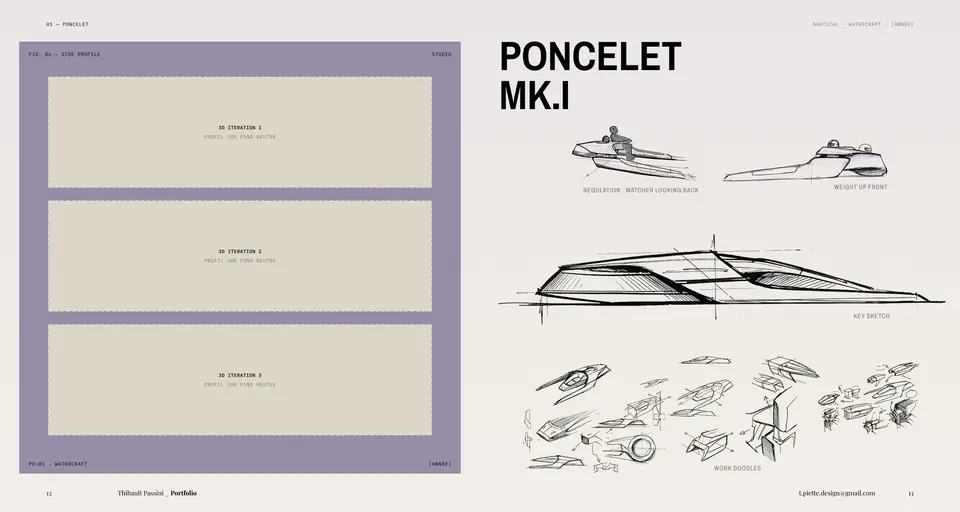 01 — PONCELET
NAUTICAL · WATERCRAFT · [ANNÉE]
FIG. 06 — SIDE PROFILE
STUDIO
3D ITERATION 1
PROFIL SUR FOND NEUTRE
3D ITERATION 2
PROFIL SUR FOND NEUTRE
3D ITERATION 3
PROFIL SUR FOND NEUTRE
PO-01 · WATERCRAFT
[ANNÉE]
12
Thibault Passini _ Portfolio
PONCELET
MK.I
REGULATION : WATCHER LOOKING BACK
WEIGHT UP FRONT
KEY SKETCH
WORK DOODLES
t.piette.design@gmail.com
13